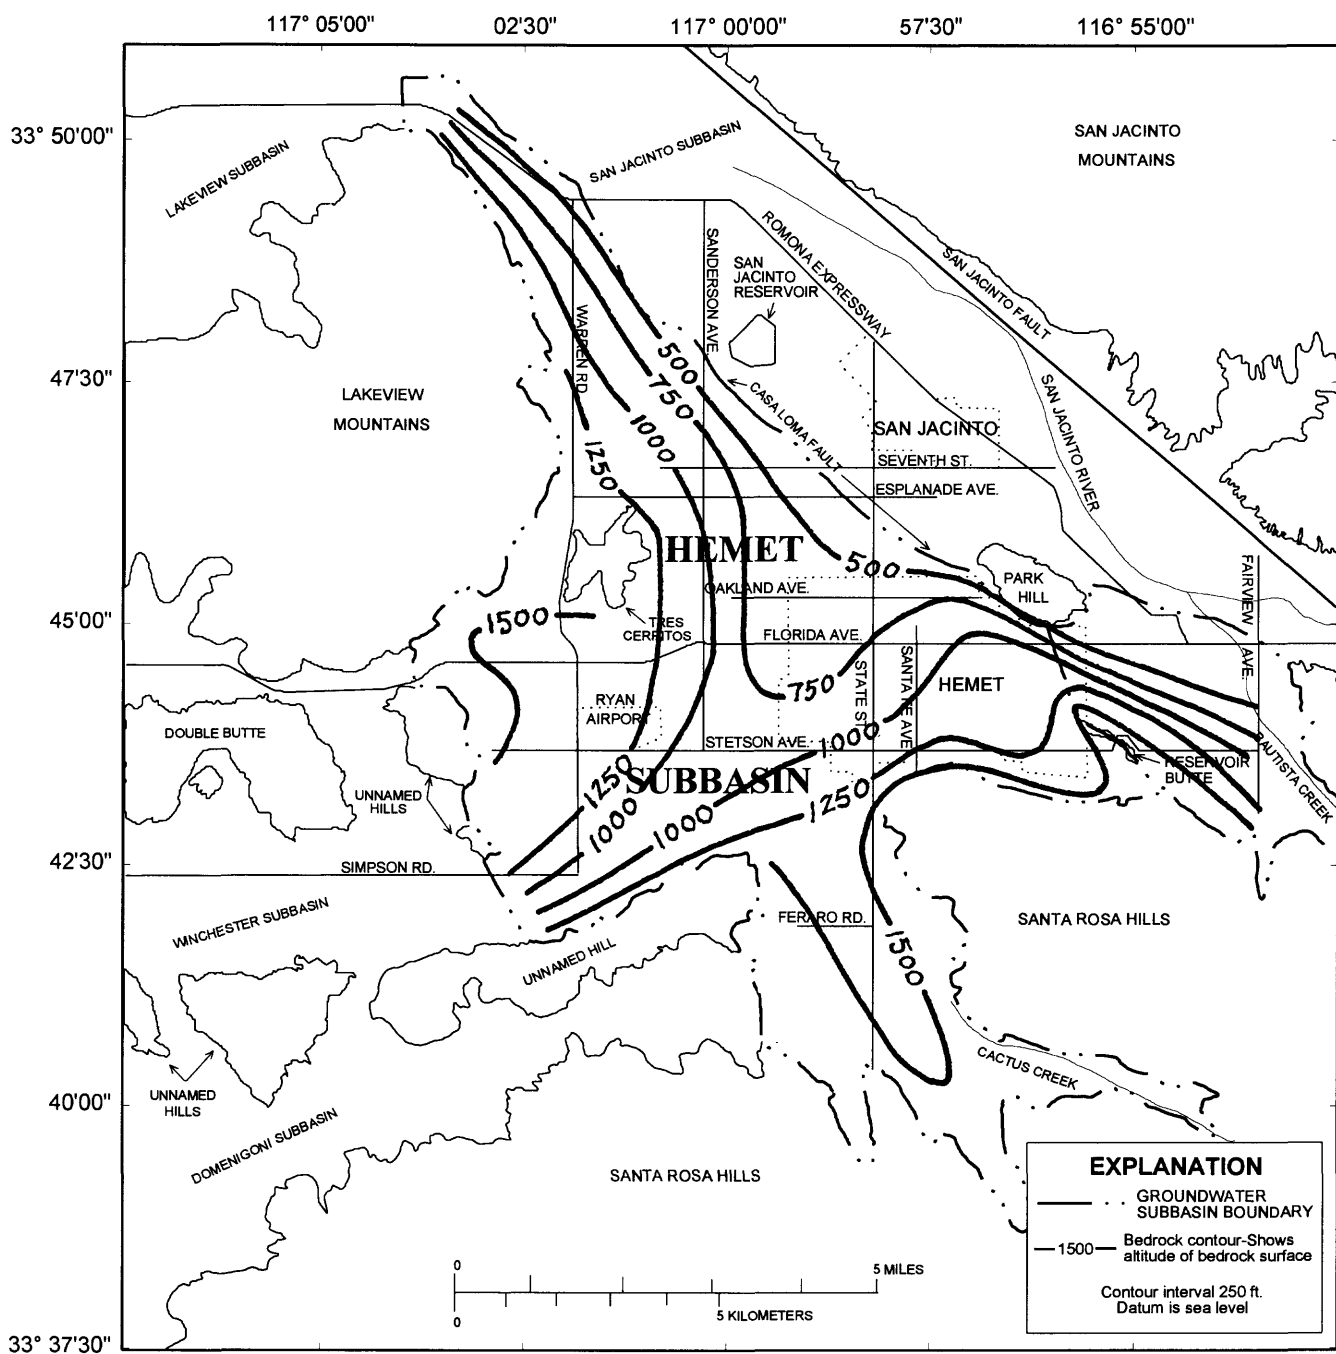 117° 05'00"
02'30"
117° 00'00"
57'30"
116° 55'00"
33° 50'00"
47'30"
45'00"
42'30"
40'00"
33° 37'30"
SAN JACINTO
MOUNTAINS
LAKEVIEW SUBBASIN
SAN JACINTO SUBBASIN
ROMONA EXPRESSWAY
SANDERSON AVE.
SAN
JACINTO
RESERVOIR
SAN JACINTO FAULT
WARREN RD.
LAKEVIEW
MOUNTAINS
500
750
1000
1250
CASA LOMA FAULT
SAN JACINTO RIVER
SAN JACINTO
SEVENTH ST.
ESPLANADE AVE.
HEMET
500
OAKLAND AVE.
PARK
HILL
FAIRVIEW
AVE.
1500
TRES
CERRITOS
FLORIDA AVE.
750
STATE ST.
SANTA FE AVE.
HEMET
RYAN
AIRPORT
DOUBLE BUTTE
STETSON AVE.
1000
RESERVOIR
BUTTE
BAUTISTA CREEK
SUBBASIN
UNNAMED
HILLS
1250
1000
1000
1250
SIMPSON RD.
WINCHESTER SUBBASIN
UNNAMED HILL
FERARO RD.
1500
SANTA ROSA HILLS
CACTUS CREEK
UNNAMED
HILLS
DOMENIGONI SUBBASIN
SANTA ROSA HILLS
EXPLANATION
GROUNDWATER
SUBBASIN BOUNDARY
1500
Bedrock contour-Shows
altitude of bedrock surface
Contour interval 250 ft.
Datum is sea level
0
5 MILES
5 KILOMETERS
0